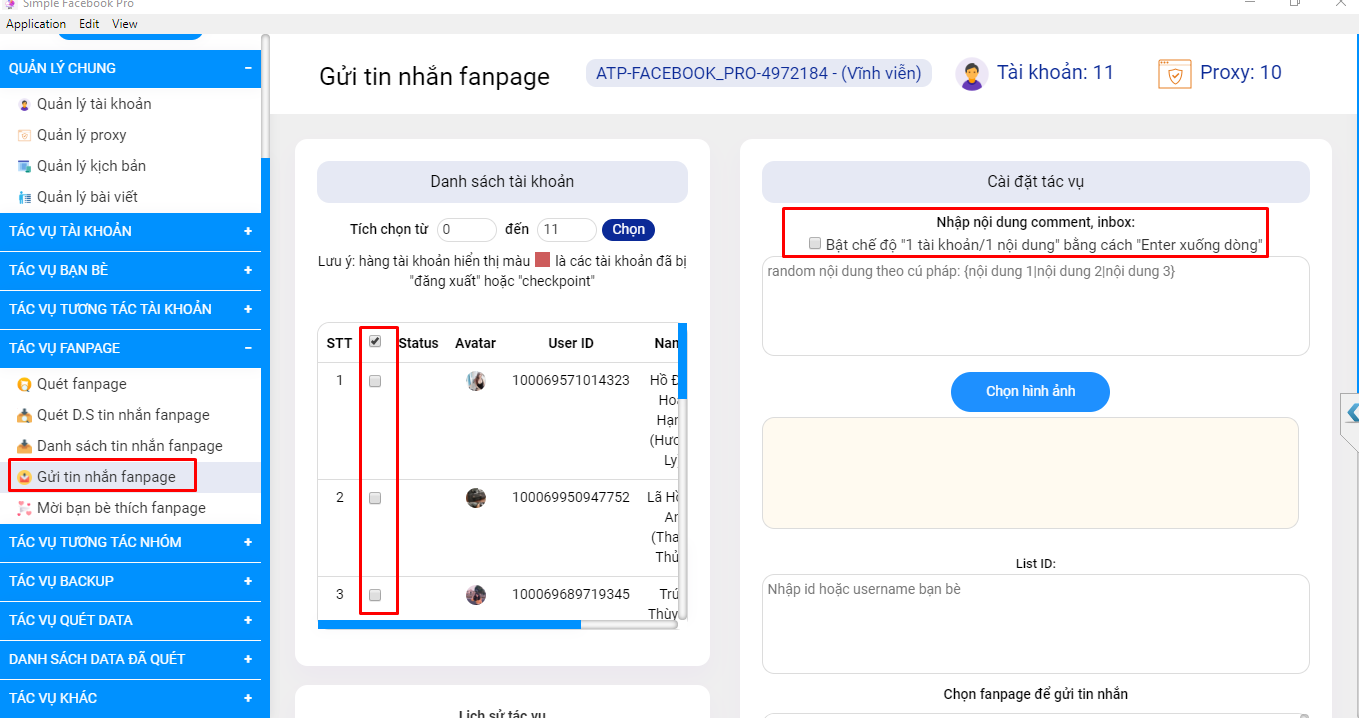 Simple Facebook Pro
Application Edit View
QUẢN LÝ CHUNG -
Quản lý tài khoản
Quản lý proxy
Quản lý kịch bản
Quản lý bài viết
TÁC VỤ TÀI KHOẢN +
TÁC VỤ BẠN BÈ +
TÁC VỤ TƯƠNG TÁC TÀI KHOẢN +
TÁC VỤ FANPAGE -
Quét fanpage
Quét D.S tin nhắn fanpage
Danh sách tin nhắn fanpage
Gửi tin nhắn fanpage
Mời bạn bè thích fanpage
TÁC VỤ TƯƠNG TÁC NHÓM +
TÁC VỤ BACKUP +
TÁC VỤ QUÉT DATA +
DANH SÁCH DATA ĐÃ QUÉT +
TÁC VỤ KHÁC +
Gửi tin nhắn fanpage
ATP-FACEBOOK_PRO-4972184 - (Vĩnh viễn)
Tài khoản: 11
Proxy: 10
Danh sách tài khoản
Tích chọn từ 0 đến 11 Chọn
Lưu ý: hàng tài khoản hiển thị màu là các tài khoản đã bị
"đăng xuất" hoặc "checkpoint"
STT Status Avatar User ID
1 100069571014323 Hồ
(Hươ
Ly,
2 100069950947752 Lã
(Tha
Thủ
3 100069689719345 Trú
Thùy
Lịch sử tác vụ
Cài đặt tác vụ
Nhập nội dung comment, inbox:
Bật chế độ "1 tài khoản/1 nội dung" bằng cách "Enter xuống dòng"
random nội dung theo cú pháp: {nội dung 1|nội dung 2|nội dung 3}
Chọn hình ảnh
List ID:
Nhập id hoặc username bạn bè
Chọn fanpage để gửi tin nhắn